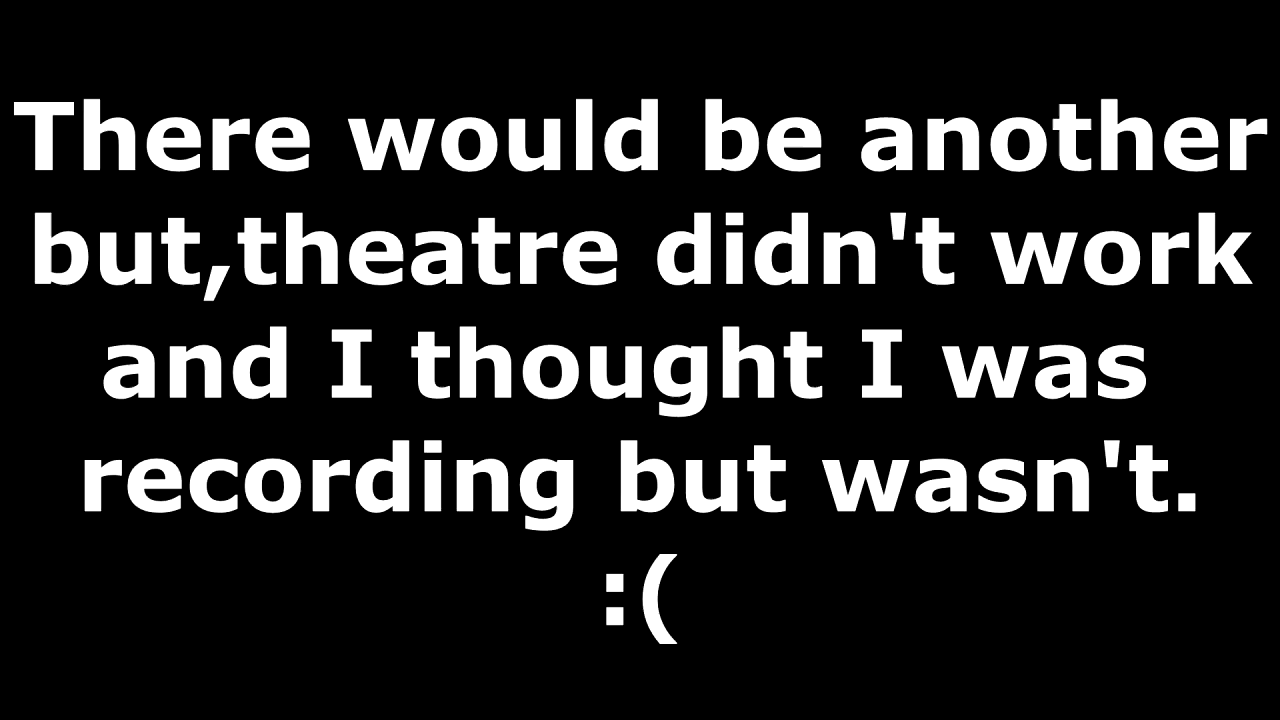 There would be another
but,theatre didn't work
and I thought I was
recording but wasn't.
:(